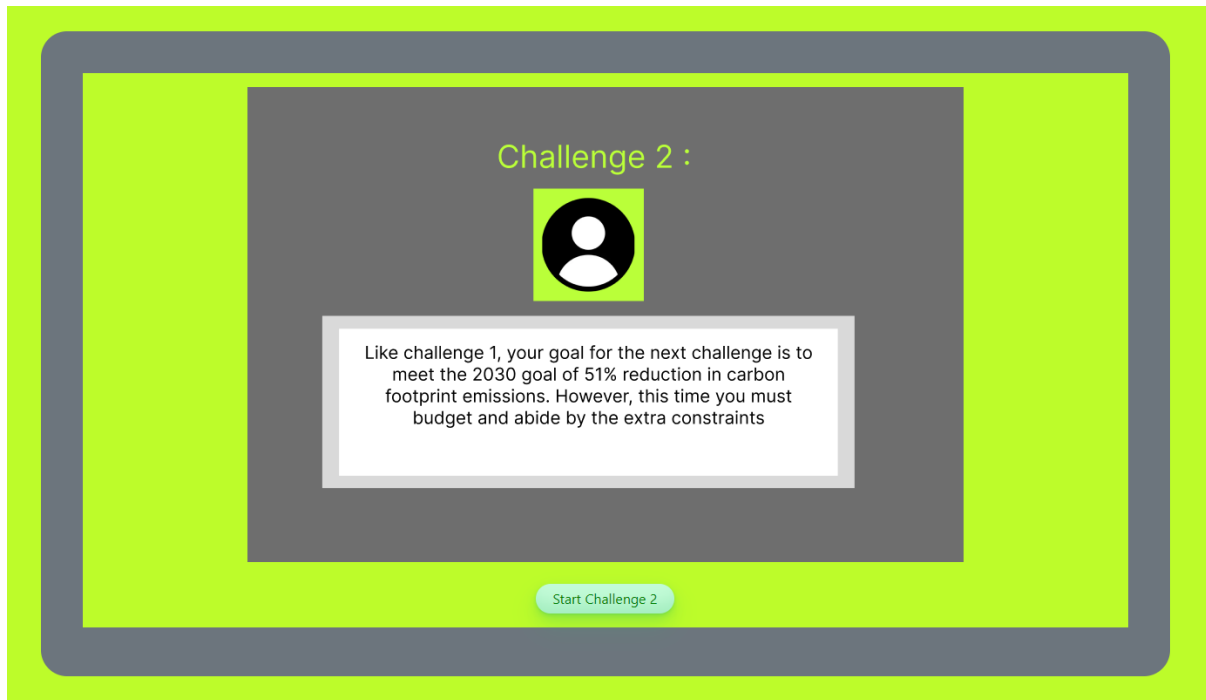 Challenge 2 :
Like challenge 1, your goal for the next challenge is to
meet the 2030 goal of 51% reduction in carbon
footprint emissions. However, this time you must
budget and abide by the extra constraints
Start Challenge 2